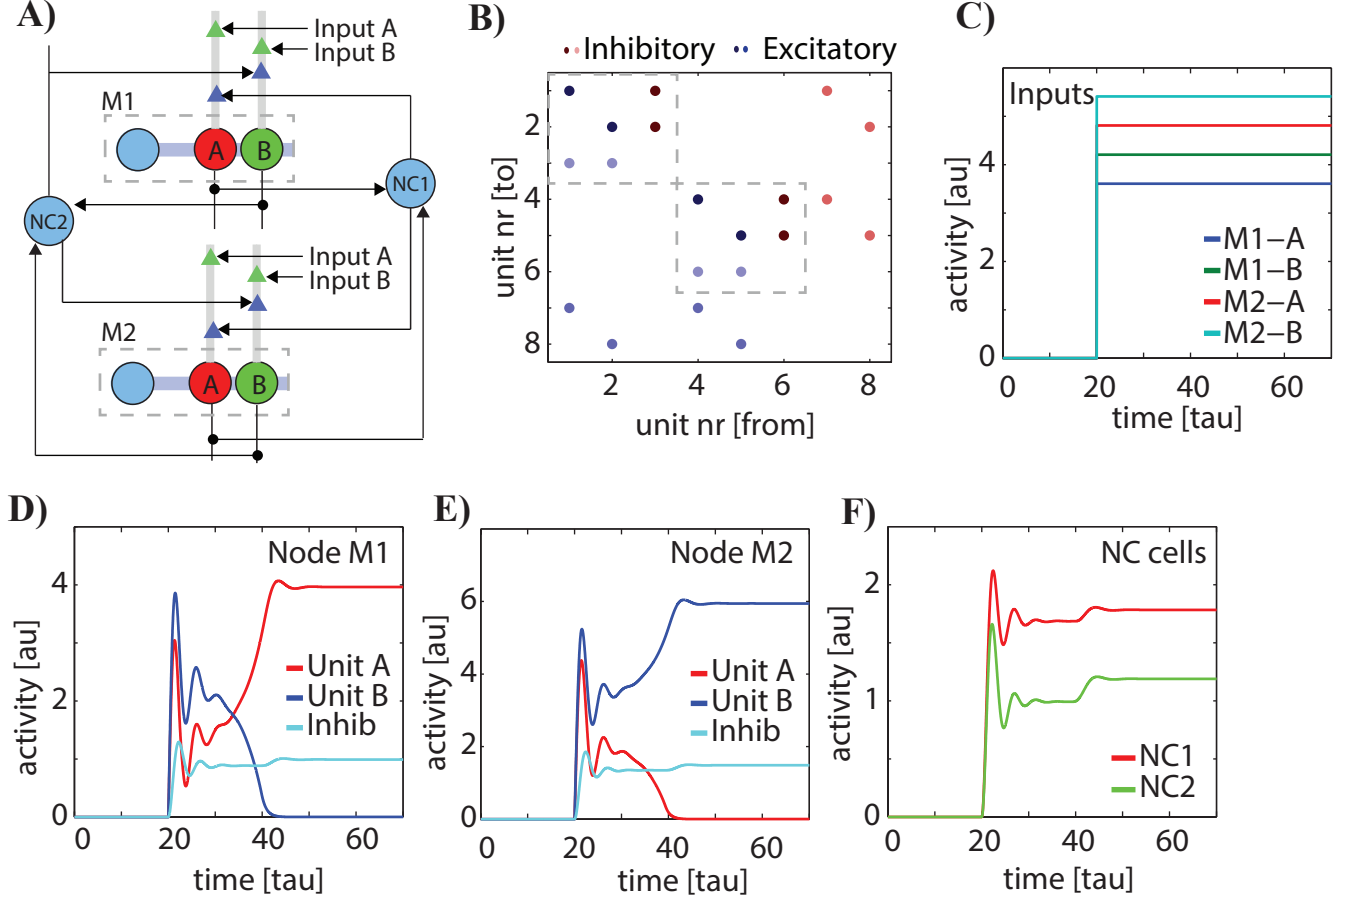 A)
Input A
Input B
M1
A B
NC1
NC2
Input A
Input B
M2
A B
B)
Inhibitory Excitatory
2
4
6
8
unit nr [to]
2 4 6 8
unit nr [from]
C)
Inputs
4
2
0
activity [au]
M1−A
M1−B
M2−A
M2−B
0 20 40 60
time [tau]
D)
Node M1
4
2
0
activity [au]
Unit A
Unit B
Inhib
0 20 40 60
time [tau]
E)
Node M2
6
4
2
0
activity [au]
Unit A
Unit B
Inhib
0 20 40 60
time [tau]
F)
NC cells
2
1
0
activity [au]
NC1
NC2
0 20 40 60
time [tau]